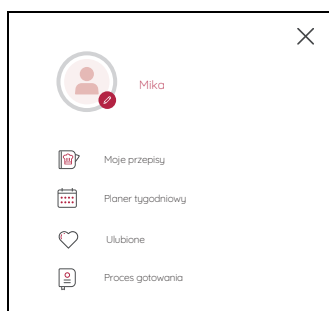 Mika
Moje przepisy
Planer tygodniowy
Ulubione
Proces gotowania